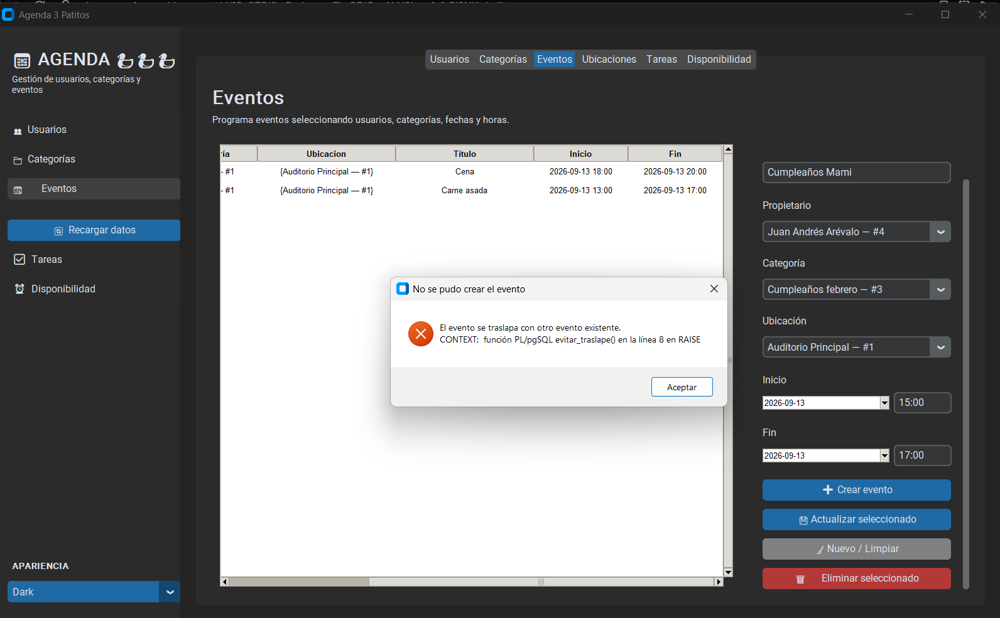 Agenda 3 Patitos
AGENDA
Gestión de usuarios, categorías y
eventos
Usuarios
Categorías
Eventos
Recargar datos
Tareas
Disponibilidad
APARIENCIA
Dark
Usuarios Categorías Eventos Ubicaciones Tareas Disponibilidad
Eventos
Programa eventos seleccionando usuarios, categorías, fechas y horas.
ía Ubicacion Título Inicio Fin
- #1 {Auditorio Principal — #1} Cena 2026-09-13 18:00 2026-09-13 20:00
- #1 {Auditorio Principal — #1} Carne asada 2026-09-13 13:00 2026-09-13 17:00
No se pudo crear el evento
El evento se traslapa con otro evento existente.
CONTEXT: función PL/pgSQL evitar_traslape() en la línea 8 en RAISE
Aceptar
Cumpleaños Mami
Propietario
Juan Andrés Arévalo — #4
Categoría
Cumpleaños febrero — #3
Ubicación
Auditorio Principal — #1
Inicio
2026-09-13 15:00
Fin
2026-09-13 17:00
Crear evento
Actualizar seleccionado
Nuevo / Limpiar
Eliminar seleccionado